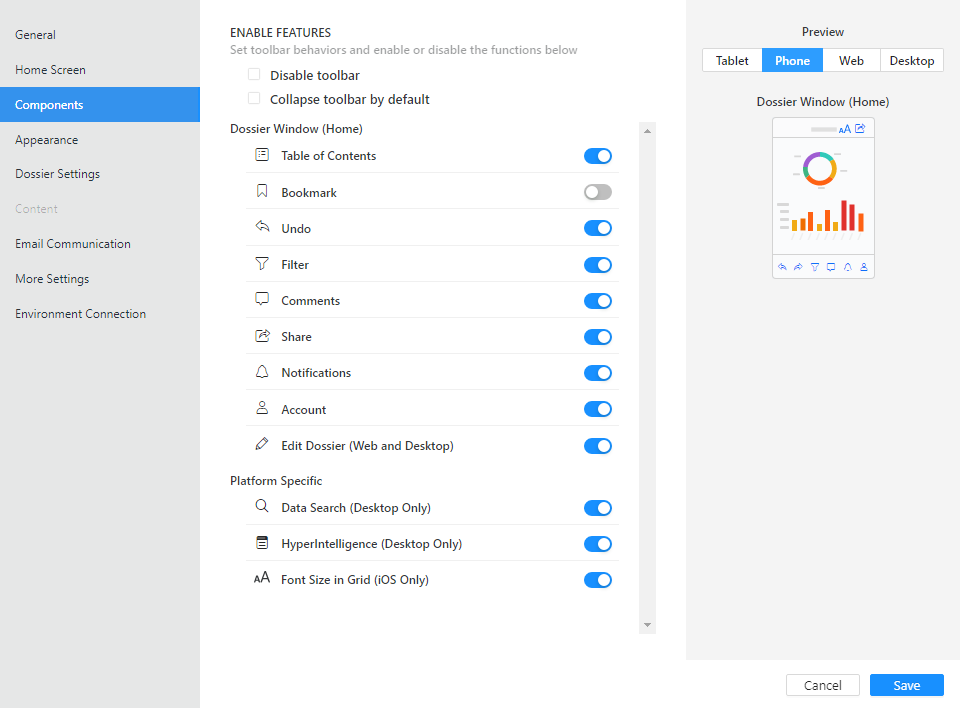 General
Home Screen
Components
Appearance
Dossier Settings
Content
Email Communication
More Settings
Environment Connection
ENABLE FEATURES
Set toolbar behaviors and enable or disable the functions below
Disable toolbar
Collapse toolbar by default
Dossier Window (Home)
Table of Contents
Bookmark
Undo
Filter
Comments
Share
Notifications
Account
Edit Dossier (Web and Desktop)
Platform Specific
Data Search (Desktop Only)
HyperIntelligence (Desktop Only)
AA Font Size in Grid (iOS Only)
Preview
Tablet Phone Web Desktop
Dossier Window (Home)
AA
Cancel Save